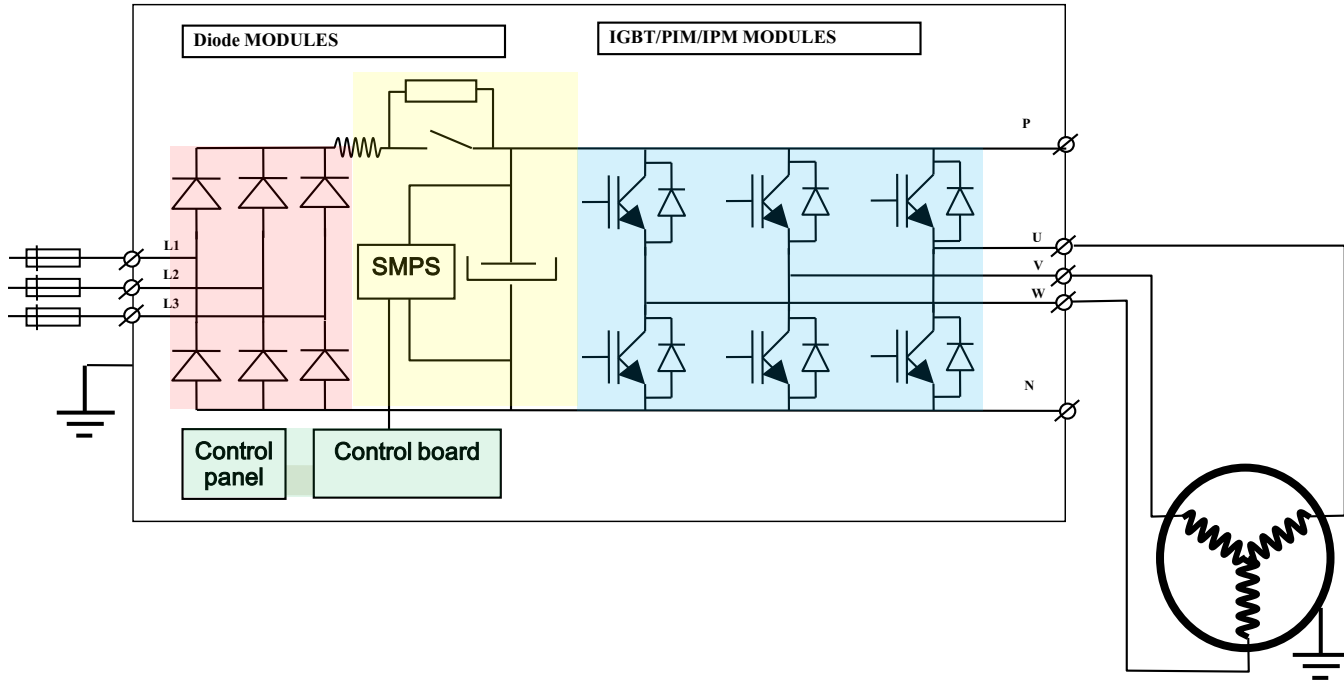 Diode MODULES
IGBT/PIM/IPM MODULES
P
L1
L2
L3
SMPS
U
V
W
N
Control
panel
Control board